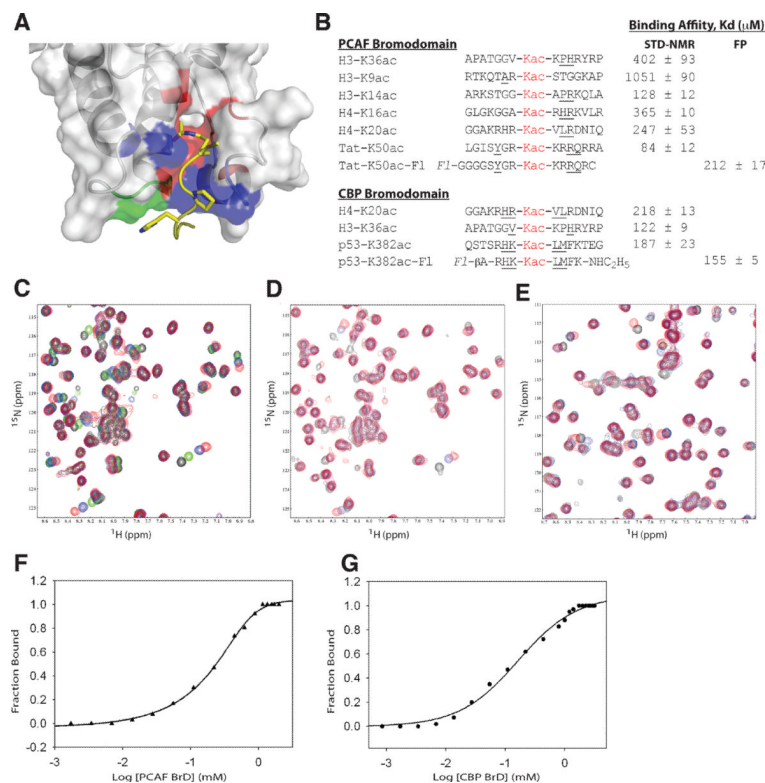 A
B
Binding Affiity, Kd (μM)
PCAF Bromodomain STD-NMR FP
H3-K36ac APATGGV-Kac-KPHRYRP 402 ± 93
H3-K9ac RTKQTAR-Kac-STGGKAP 1051 ± 90
H3-K14ac ARKSTGG-Kac-APRKQLA 128 ± 12
H4-K16ac GLGKGGA-Kac-RHRKVLR 365 ± 10
H4-K20ac GGAKRHR-Kac-VLRDNIQ 247 ± 53
Tat-K50ac LGISYGR-Kac-KRRQRRA 84 ± 12
Tat-K50ac-Fl Fl-GGGGSYGR-Kac-KRRQRC 212 ± 17
CBP Bromodomain
H4-K20ac GGAKRHR-Kac-VLRDNIQ 218 ± 13
H3-K36ac APATGGV-Kac-KPHRYRP 122 ± 9
p53-K382ac QSTSRHK-Kac-LMFKTEG 187 ± 23
p53-K382ac-Fl Fl-βA-RHK-Kac-LMFK-NHC2H5 155 ± 5
C
D
E
15N (ppm)
15N (ppm)
15N (ppm)
1H (ppm)
1H (ppm)
1H (ppm)
F
G
Fraction Bound
1.2
1.0
0.8
0.6
0.4
0.2
0.0
-0.2
-3 -2 -1 0
Log [PCAF BrD] (mM)
Fraction Bound
1.2
1.0
0.8
0.6
0.4
0.2
0.0
-3 -2 -1 0
Log [CBP BrD] (mM)